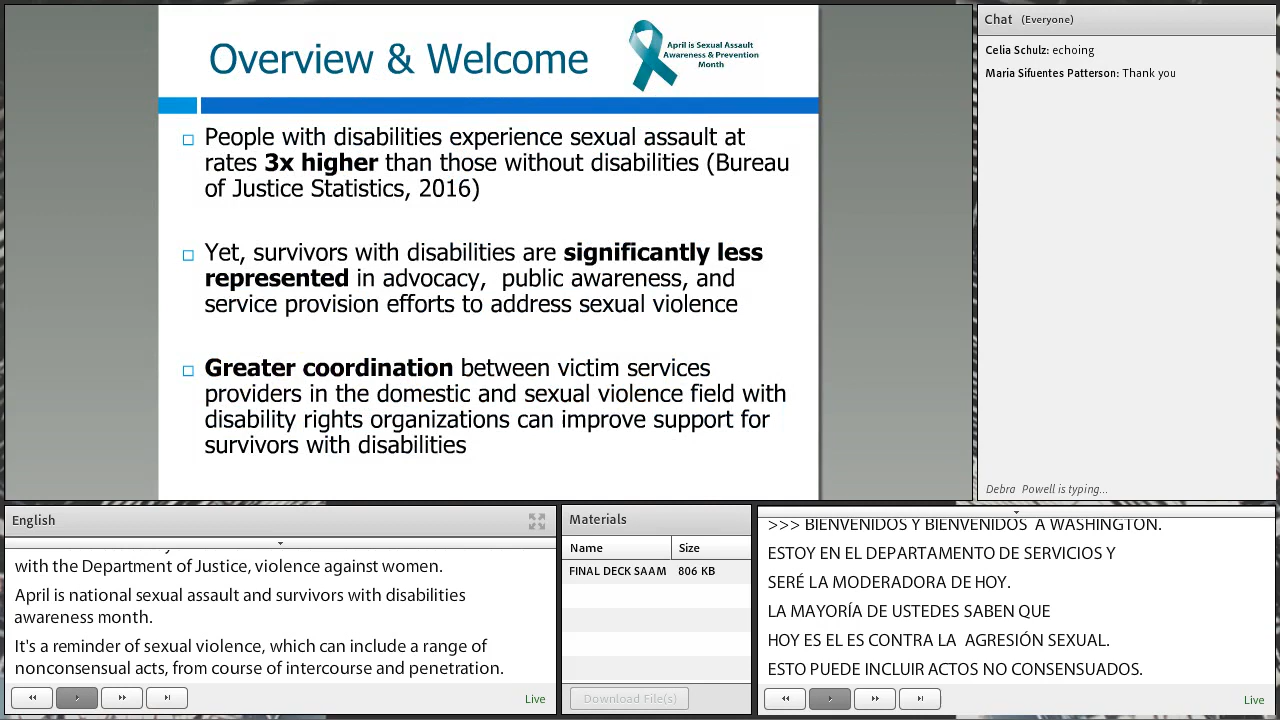 Overview & Welcome
April is Sexual Assault
Awareness & Prevention
Month
People with disabilities experience sexual assault at
rates 3x higher than those without disabilities (Bureau
of Justice Statistics, 2016)
Yet, survivors with disabilities are significantly less
represented in advocacy, public awareness, and
service provision efforts to address sexual violence
Greater coordination between victim services
providers in the domestic and sexual violence field with
disability rights organizations can improve support for
survivors with disabilities
Chat (Everyone)
Celia Schulz: echoing
Maria Sifuentes Patterson: Thank you
Debra Powell is typing...
English
with the Department of Justice, violence against women.
April is national sexual assault and survivors with disabilities
awareness month.
It's a reminder of sexual violence, which can include a range of
nonconsensual acts, from course of intercourse and penetration.
Live
Materials
Name Size
FINAL DECK SAAM 806 KB
Download File(s)
>>> BIENVENIDOS Y BIENVENIDOS A WASHINGTON.
ESTOY EN EL DEPARTAMENTO DE SERVICIOS Y
SERÉ LA MODERADORA DE HOY.
LA MAYORÍA DE USTEDES SABEN QUE
HOY ES EL ES CONTRA LA AGRESIÓN SEXUAL.
ESTO PUEDE INCLUIR ACTOS NO CONSENSUADOS.
Live